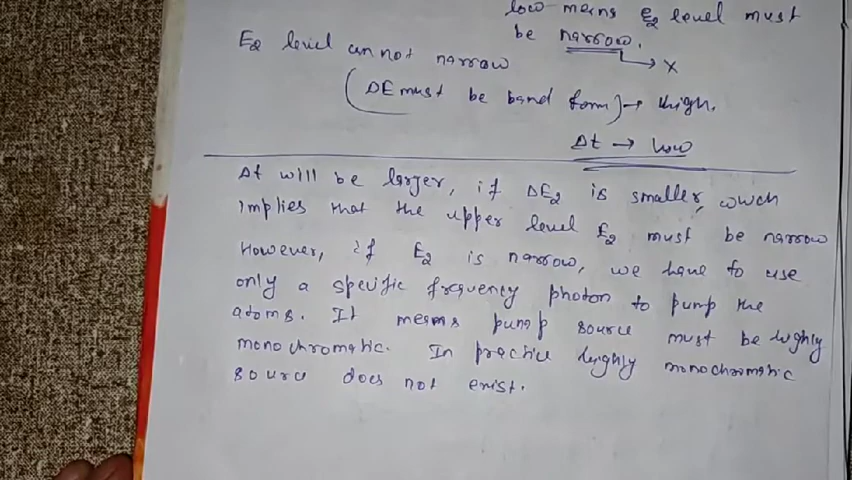 low means E₂ level must
be narrow.
E₂ level can not narrow → x
(ΔE must be band form) → high.
Δt → low
Δt will be larger, if ΔE₂ is smaller, which
implies that the upper level E₂ must be narrow
However, if E₂ is narrow, we have to use
only a specific frequency photon to pump the
atoms. It means pump source must be highly
monochromatic. In practice highly monochromatic
source does not exist.